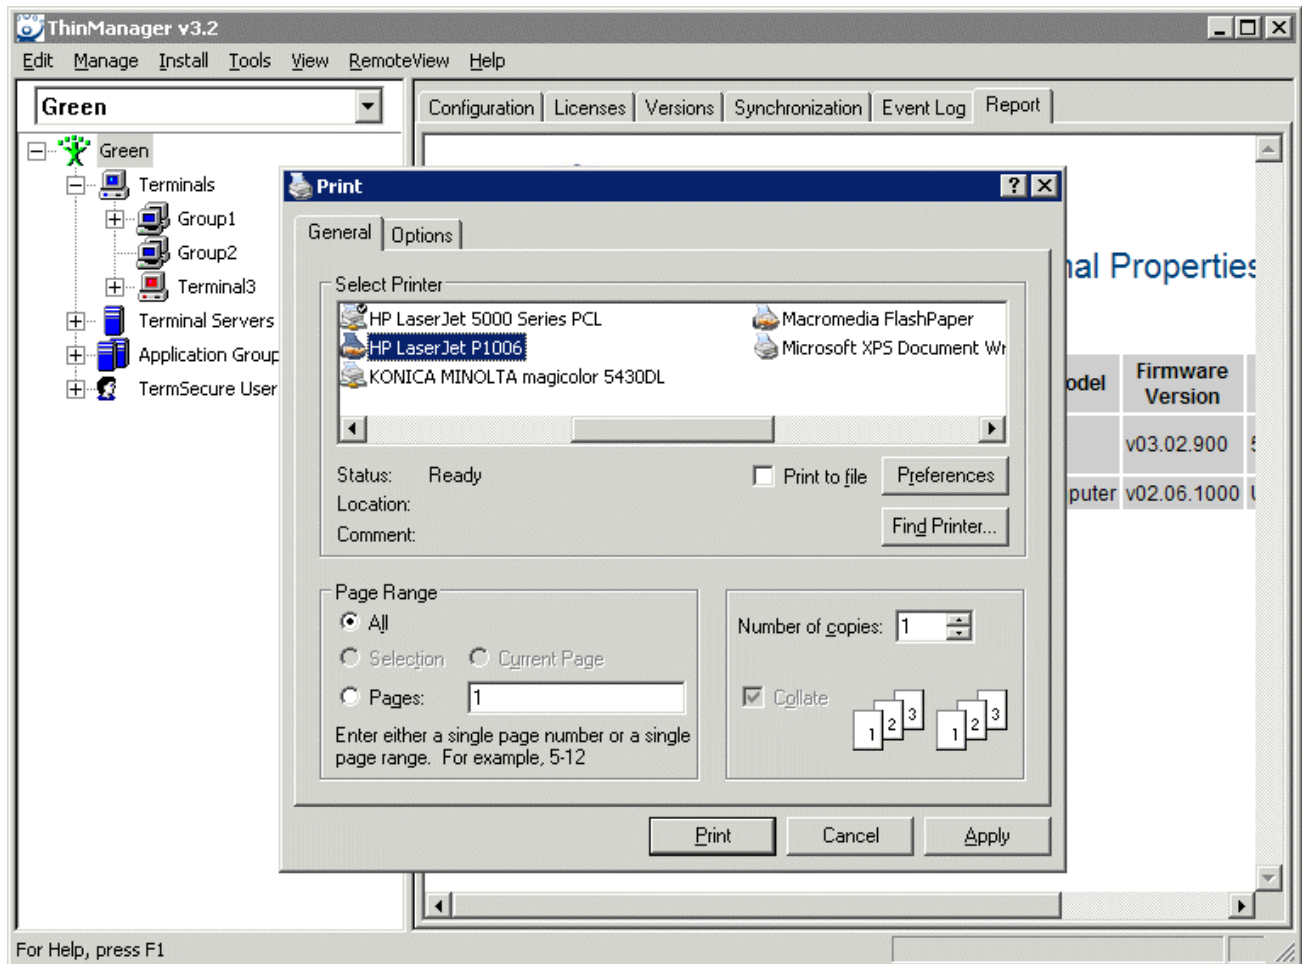 ThinManager v3.2
Edit Manage Install Tools View RemoteView Help
Green
Configuration Licenses Versions Synchronization Event Log Report
Green
Terminals
Group1
Group2
Terminal3
Terminal Servers
Application Group
TermSecure User
nal Properties
odel Firmware Version
v03.02.900
puter v02.06.1000
Print
General Options
Select Printer
HP LaserJet 5000 Series PCL
HP LaserJet P1006
KONICA MINOLTA magicolor 5430DL
Macromedia FlashPaper
Microsoft XPS Document Wr
Status: Ready
Location:
Comment:
Print to file
Preferences
Find Printer...
Page Range
All
Selection Current Page
Pages: 1
Enter either a single page number or a single
page range. For example, 5-12
Number of copies: 1
Collate
1 2 3 1 2 3
Print Cancel Apply
For Help, press F1